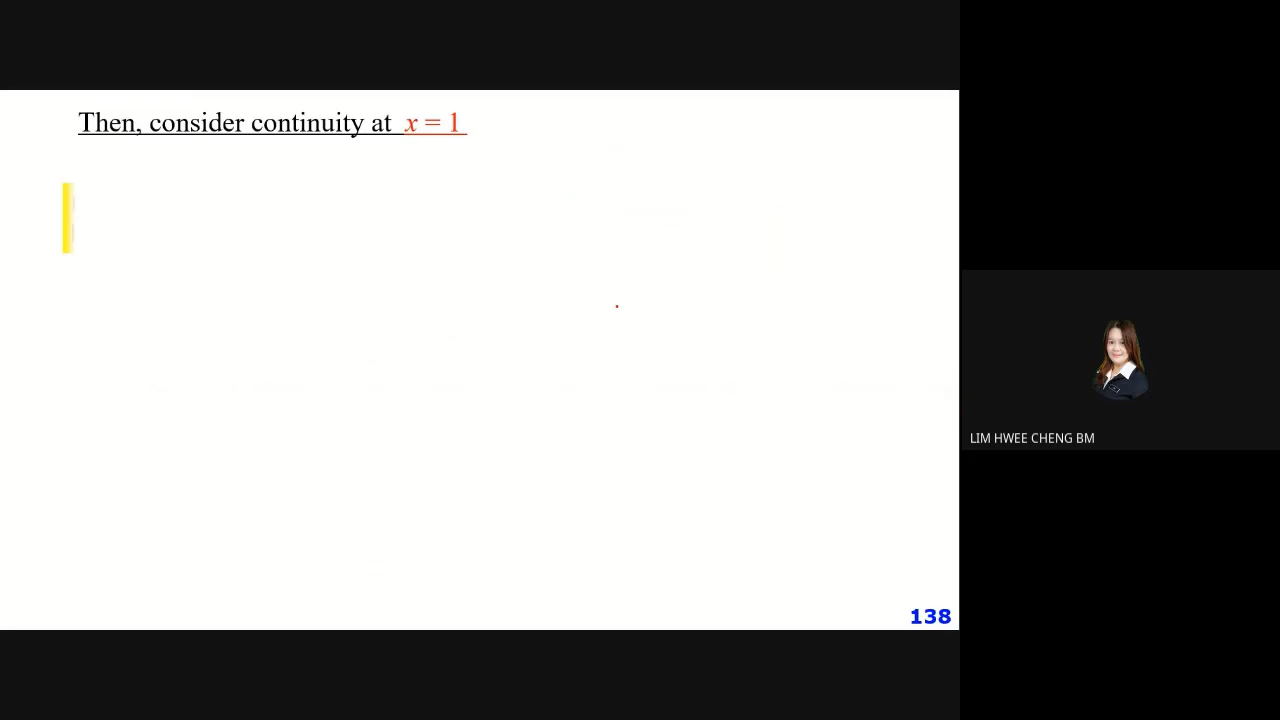 Then, consider continuity at x = 1
LIM HWEE CHENG BM
138